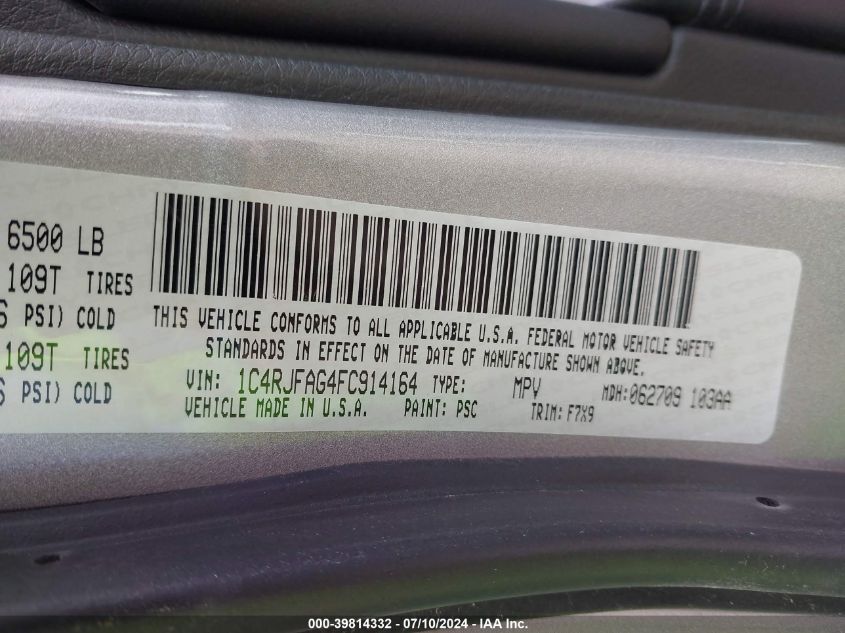 6500 LB
109T TIRES
PSI) COLD
109T TIRES
PSI) COLD
THIS VEHICLE CONFORMS TO ALL APPLICABLE U.S.A. FEDERAL MOTOR VEHICLE SAFETY
STANDARDS IN EFFECT ON THE DATE OF MANUFACTURE SHOWN ABOVE.
VIN: 1C4RJFAG4FC914164 TYPE: MPV MDH:062709 103AA
VEHICLE MADE IN U.S.A. PAINT: PSC TRIM: F7X9
000-39814332 - 07/10/2024 - IAA Inc.